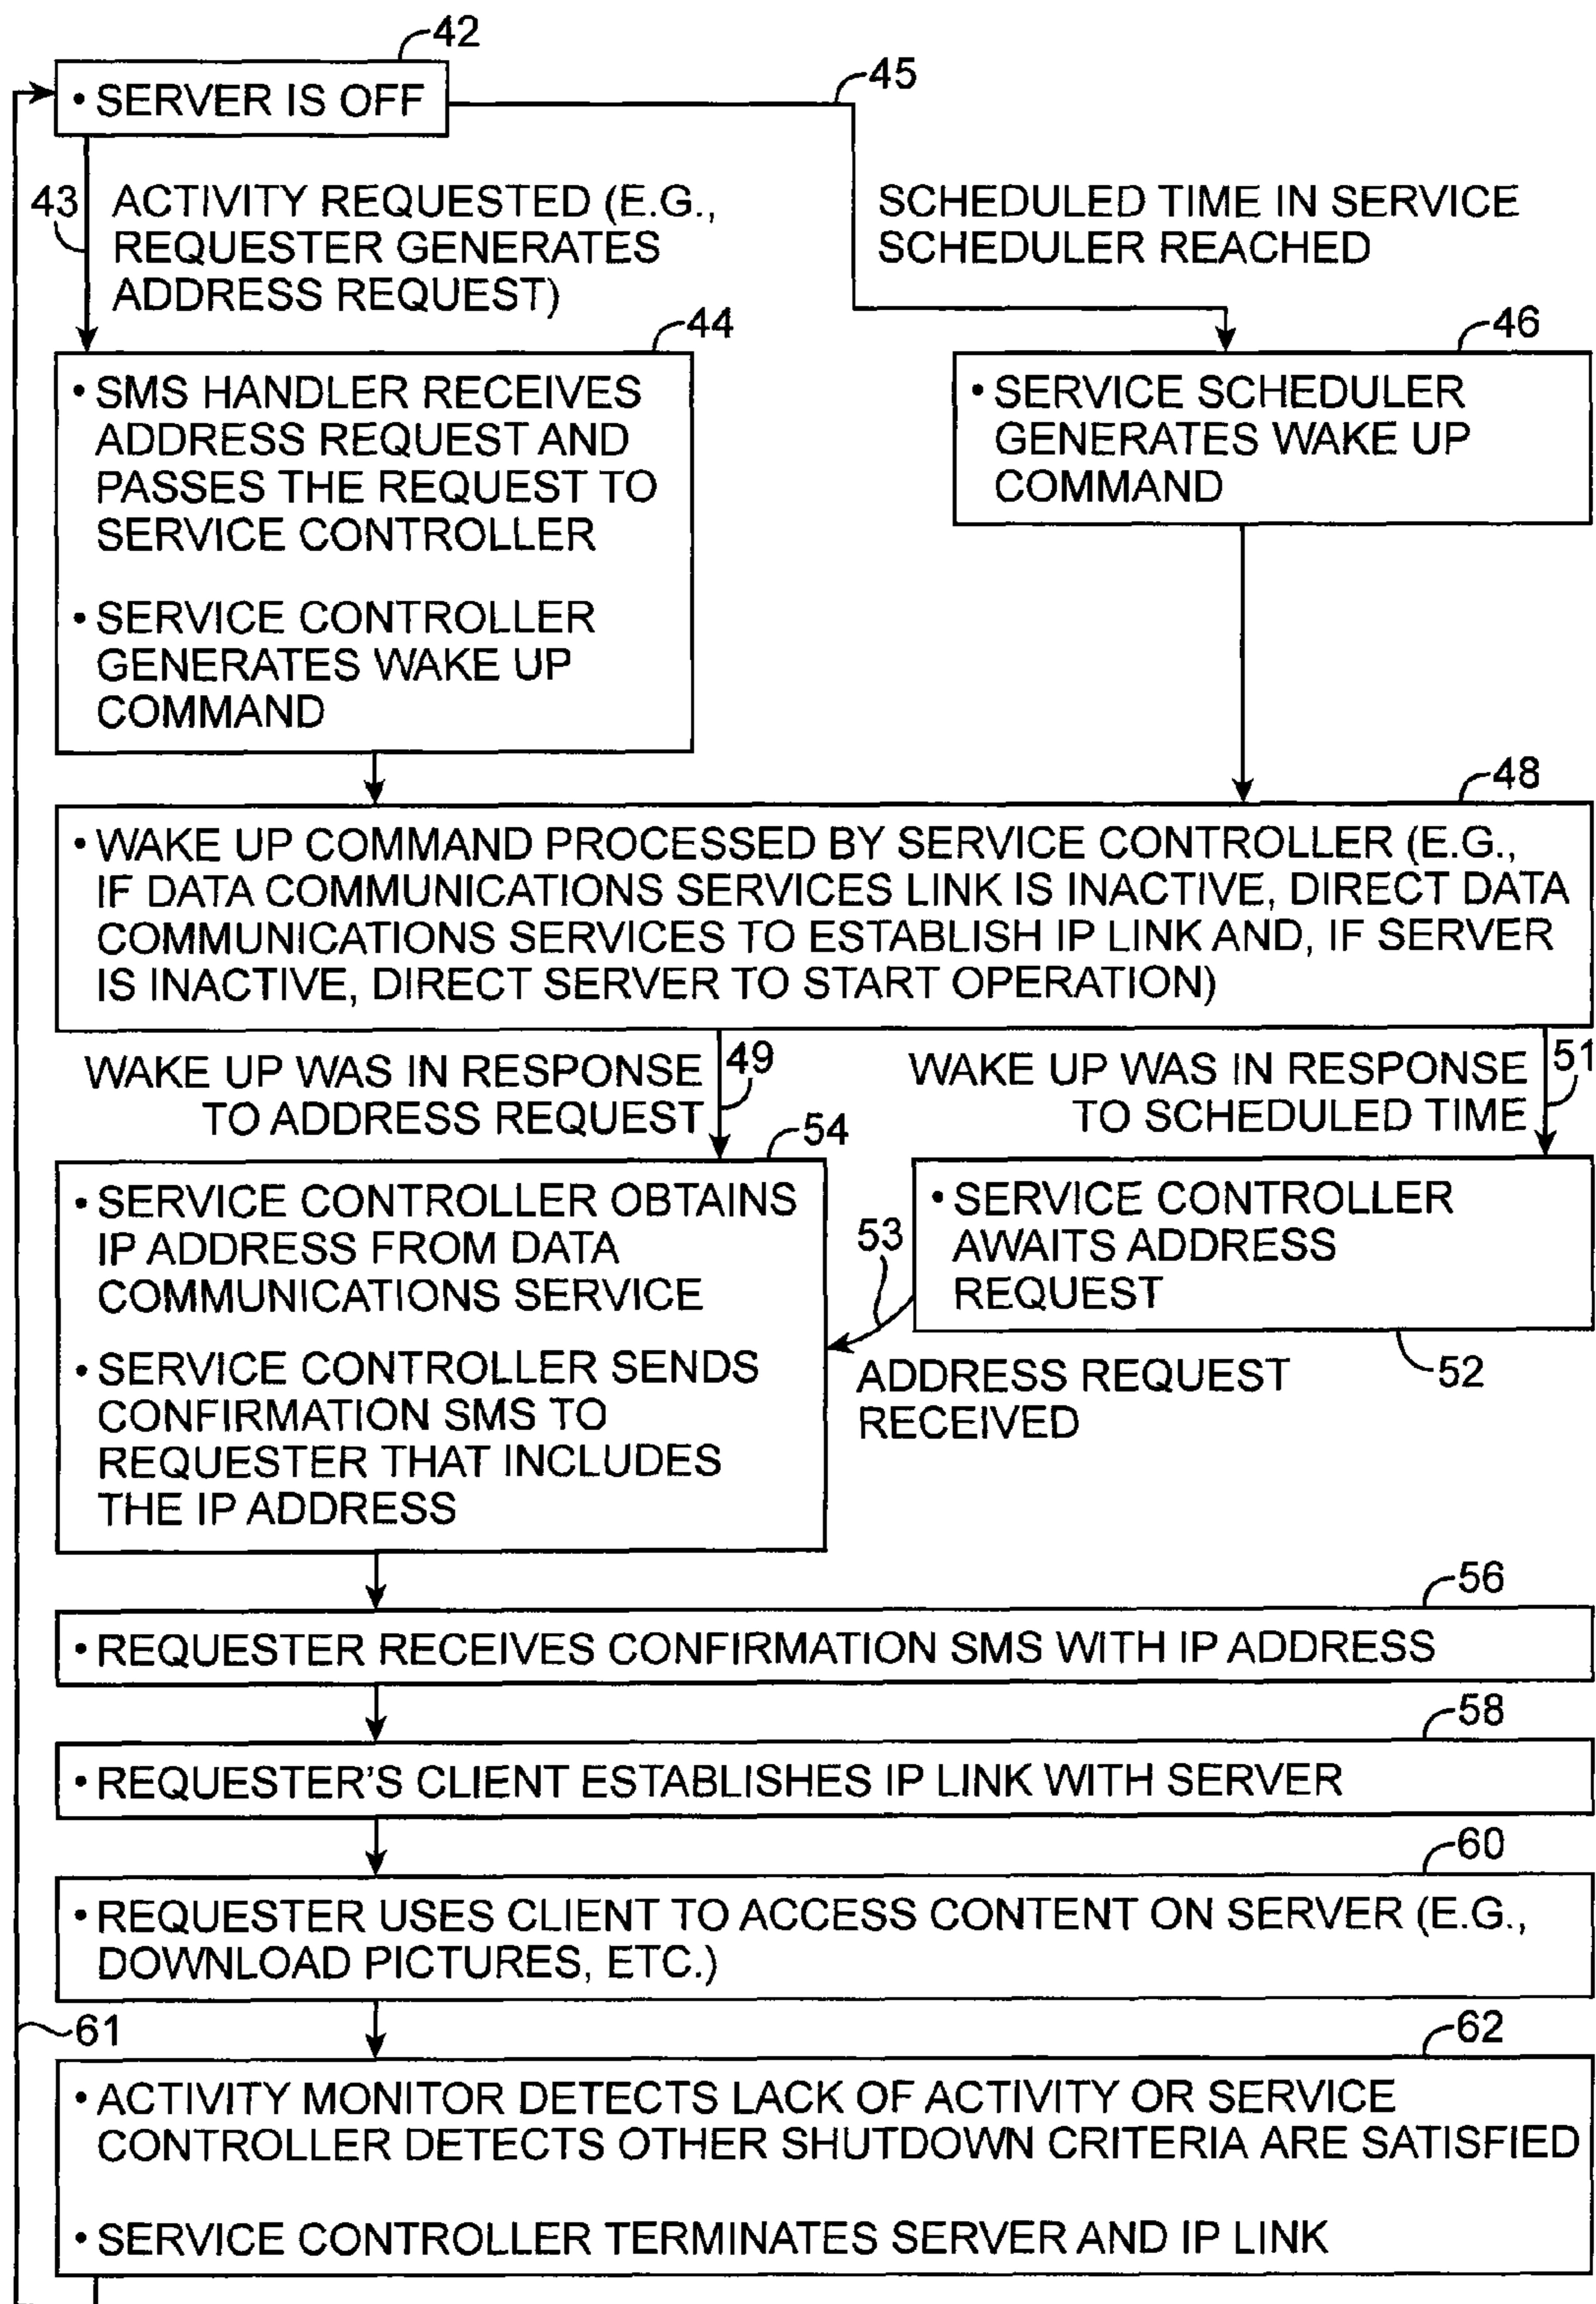 42
• SERVER IS OFF
45
43
ACTIVITY REQUESTED (E.G.,
REQUESTER GENERATES
ADDRESS REQUEST)
SCHEDULED TIME IN SERVICE
SCHEDULER REACHED
44
• SMS HANDLER RECEIVES
ADDRESS REQUEST AND
PASSES THE REQUEST TO
SERVICE CONTROLLER
• SERVICE CONTROLLER
GENERATES WAKE UP
COMMAND
46
• SERVICE SCHEDULER
GENERATES WAKE UP
COMMAND
48
• WAKE UP COMMAND PROCESSED BY SERVICE CONTROLLER (E.G.,
IF DATA COMMUNICATIONS SERVICES LINK IS INACTIVE, DIRECT DATA
COMMUNICATIONS SERVICES TO ESTABLISH IP LINK AND, IF SERVER
IS INACTIVE, DIRECT SERVER TO START OPERATION)
WAKE UP WAS IN RESPONSE
TO ADDRESS REQUEST
49
WAKE UP WAS IN RESPONSE
TO SCHEDULED TIME
51
54
• SERVICE CONTROLLER OBTAINS
IP ADDRESS FROM DATA
COMMUNICATIONS SERVICE
• SERVICE CONTROLLER SENDS
CONFIRMATION SMS TO
REQUESTER THAT INCLUDES
THE IP ADDRESS
53
• SERVICE CONTROLLER
AWAITS ADDRESS
REQUEST
52
ADDRESS REQUEST
RECEIVED
56
• REQUESTER RECEIVES CONFIRMATION SMS WITH IP ADDRESS
58
• REQUESTER'S CLIENT ESTABLISHES IP LINK WITH SERVER
60
• REQUESTER USES CLIENT TO ACCESS CONTENT ON SERVER (E.G.,
DOWNLOAD PICTURES, ETC.)
61
62
• ACTIVITY MONITOR DETECTS LACK OF ACTIVITY OR SERVICE
CONTROLLER DETECTS OTHER SHUTDOWN CRITERIA ARE SATISFIED
• SERVICE CONTROLLER TERMINATES SERVER AND IP LINK